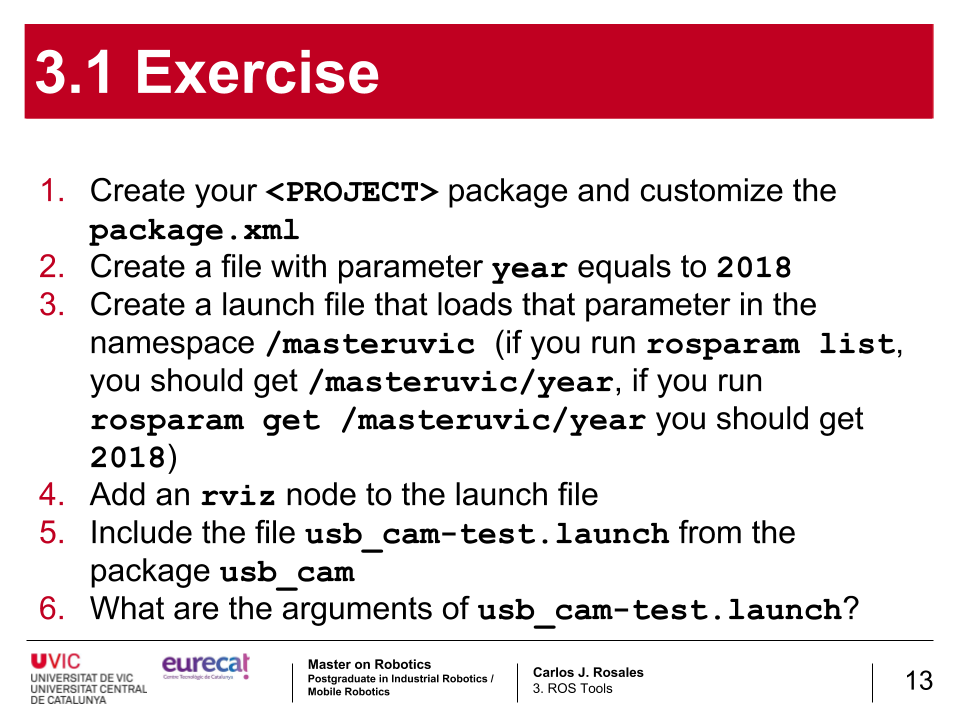 3.1 Exercise
1. Create your <PROJECT> package and customize the
package.xml
2. Create a file with parameter year equals to 2018
3. Create a launch file that loads that parameter in the
namespace /masteruvic (if you run rosparam list,
you should get /masteruvic/year, if you run
rosparam get /masteruvic/year you should get
2018)
4. Add an rviz node to the launch file
5. Include the file usb_cam-test.launch from the
package usb_cam
6. What are the arguments of usb_cam-test.launch?
UVIC
UNIVERSITAT DE VIC
UNIVERSITAT CENTRAL
DE CATALUNYA
eurecat
Centre Tecnològic de Catalunya
Master on Robotics
Postgraduate in Industrial Robotics /
Mobile Robotics
Carlos J. Rosales
3. ROS Tools
13